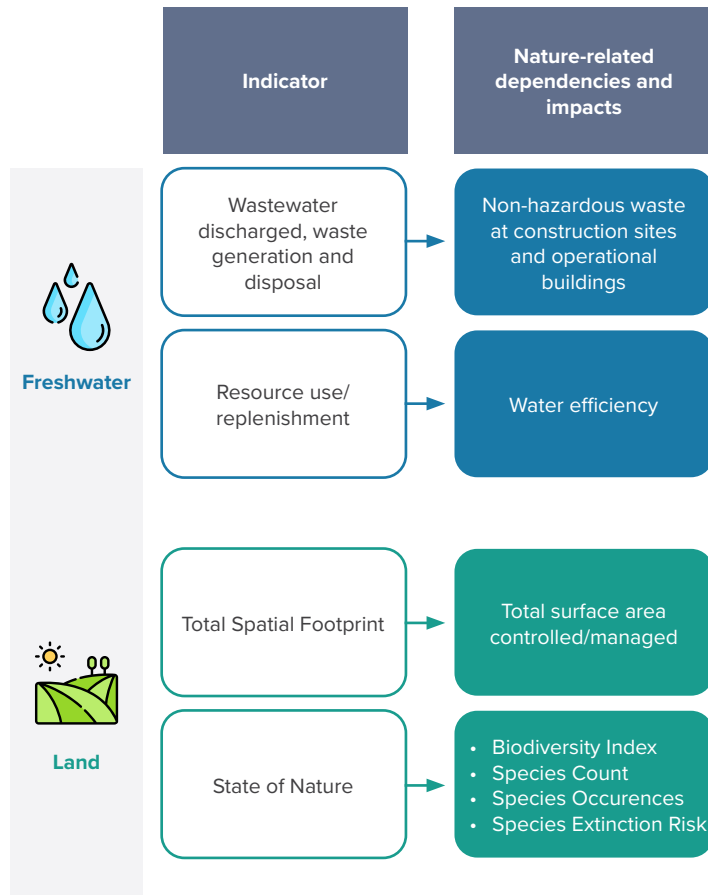 Indicator
Nature-related
dependencies and
impacts
Freshwater
Wastewater
discharged, waste
generation and
disposal
Non-hazardous waste
at construction sites
and operational
buildings
Resource use/
replenishment
Water efficiency
Land
Total Spatial Footprint
Total surface area
controlled/managed
State of Nature
• Biodiversity Index
• Species Count
• Species Occurences
• Species Extinction Risk